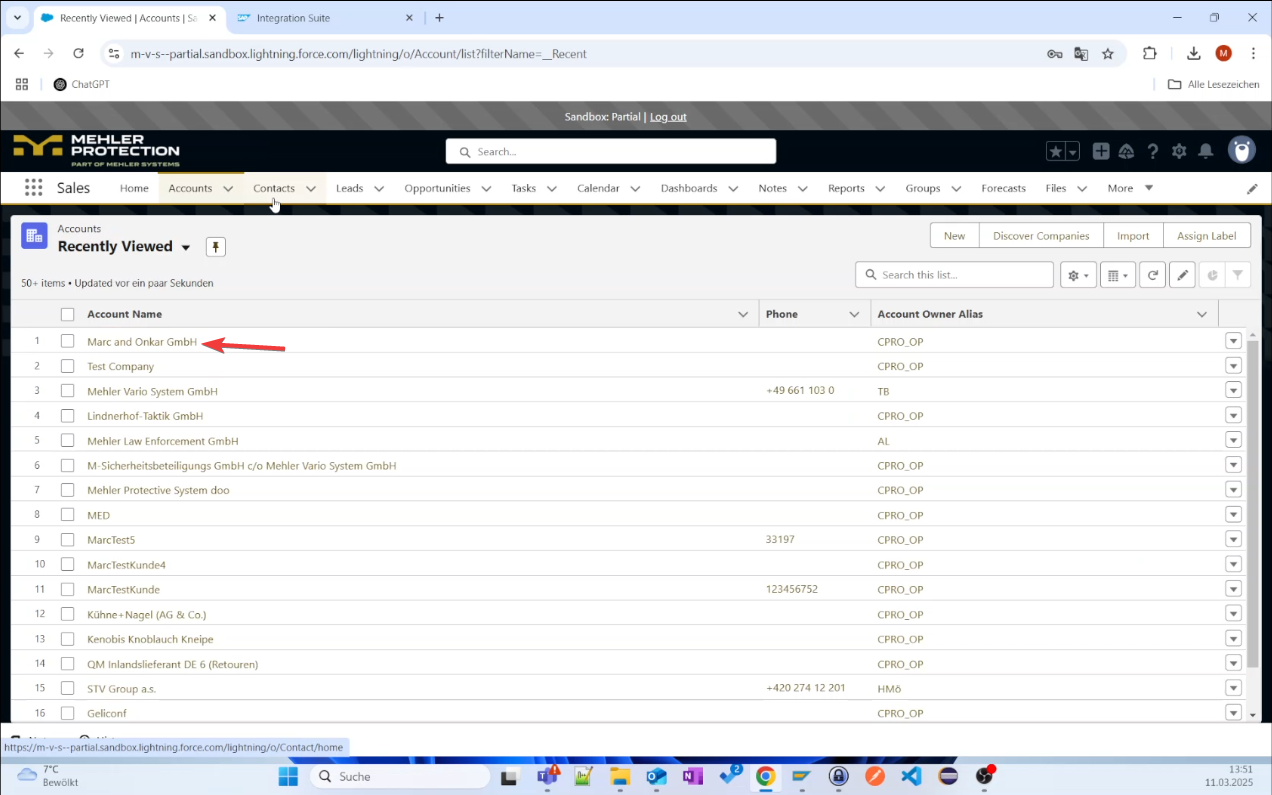 Recently Viewed | Accounts | Sa
Integration Suite
m-v-s--partial.sandbox.lightning.force.com/lightning/o/Account/list?filterName=__Recent
M
ChatGPT
Alle Lesezeichen
Sandbox: Partial | Log out
MEHLER
PROTECTION
PART OF MEHLER SYSTEMS
Search...
Sales Home Accounts Contacts Leads Opportunities Tasks Calendar Dashboards Notes Reports Groups Forecasts Files More
Accounts
Recently Viewed
New Discover Companies Import Assign Label
50+ items • Updated vor ein paar Sekunden
Search this list...
Account Name Phone Account Owner Alias
1 Marc and Onkar GmbH CPRO_OP
2 Test Company CPRO_OP
3 Mehler Vario System GmbH +49 661 103 0 TB
4 Lindnerhof-Taktik GmbH CPRO_OP
5 Mehler Law Enforcement GmbH AL
6 M-Sicherheitsbeteiligungs GmbH c/o Mehler Vario System GmbH CPRO_OP
7 Mehler Protective System doo CPRO_OP
8 MED CPRO_OP
9 MarcTest5 33197 CPRO_OP
10 MarcTestKunde4 CPRO_OP
11 MarcTestKunde 123456752 CPRO_OP
12 Kühne+Nagel (AG & Co.) CPRO_OP
13 Kenobis Knoblauch Kneipe CPRO_OP
14 QM Inlandslieferant DE 6 (Retouren) CPRO_OP
15 STV Group a.s. +420 274 12 201 HMö
16 Geliconf CPRO_OP
https://m-v-s--partial.sandbox.lightning.force.com/lightning/o/Contact/home
7°C
Bewölkt
Suche
2
13:51
11.03.2025